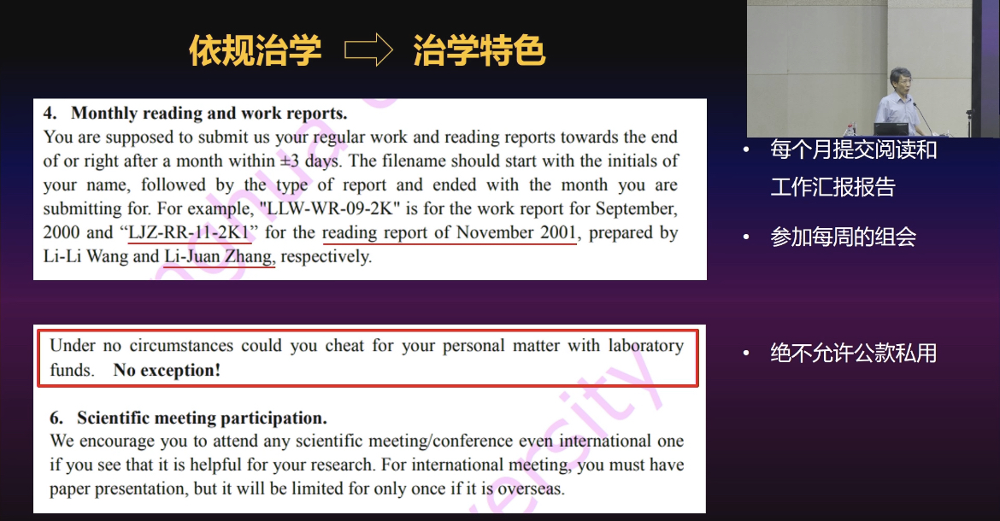 依规治学 治学特色
4. Monthly reading and work reports.
You are supposed to submit us your regular work and reading reports towards the end
of or right after a month within ±3 days. The filename should start with the initials of
your name, followed by the type of report and ended with the month you are
submitting for. For example, "LLW-WR-09-2K" is for the work report for September,
2000 and “LJZ-RR-11-2K1” for the reading report of November 2001, prepared by
Li-Li Wang and Li-Juan Zhang, respectively.
• 每个月提交阅读和
工作汇报报告
• 参加每周的组会
Under no circumstances could you cheat for your personal matter with laboratory
funds. No exception!
• 绝不允许公款私用
6. Scientific meeting participation.
We encourage you to attend any scientific meeting/conference even international one
if you see that it is helpful for your research. For international meeting, you must have
paper presentation, but it will be limited for only once if it is overseas.